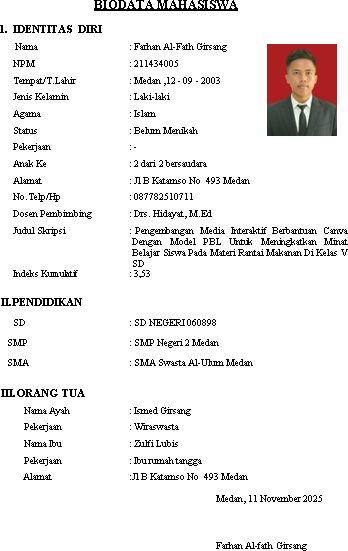 BIODATA MAHASISWA
I. IDENTITAS DIRI
Nama : Farhan Al-Fath Girsang
NPM : 211434005
Tempat/T.Lahir : Medan ,12 - 09 - 2003
Jenis Kelamin : Laki-laki
Agama : Islam
Status : Belum Menikah
Pekerjaan : -
Anak Ke : 2 dari 2 bersaudara
Alamat : Jl B Katamso No 493 Medan
No. Telp/Hp : 087782510711
Dosen Pembimbing : Drs. Hidayat, M.Ed
Judul Skripsi : Pengembangan Media Interaktif Berbantuan Canva
Dengan Model PBL Untuk Meningkatkan Minat
Belajar Siswa Pada Materi Rantai Makanan Di Kelas V
SD
Indeks Kumulatif : 3,53
II.PENDIDIKAN
SD : SD NEGERI 060898
SMP : SMP Negeri 2 Medan
SMA : SMA Swasta Al-Ulum Medan
III.ORANG TUA
Nama Ayah : Ismed Girsang
Pekerjaan : Wiraswasta
Nama Ibu : Zulfi Lubis
Pekerjaan : Ibu rumah tangga
Alamat :Jl B Katamso No 493 Medan
Medan, 11 November 2025
Farhan Al-fath Girsang